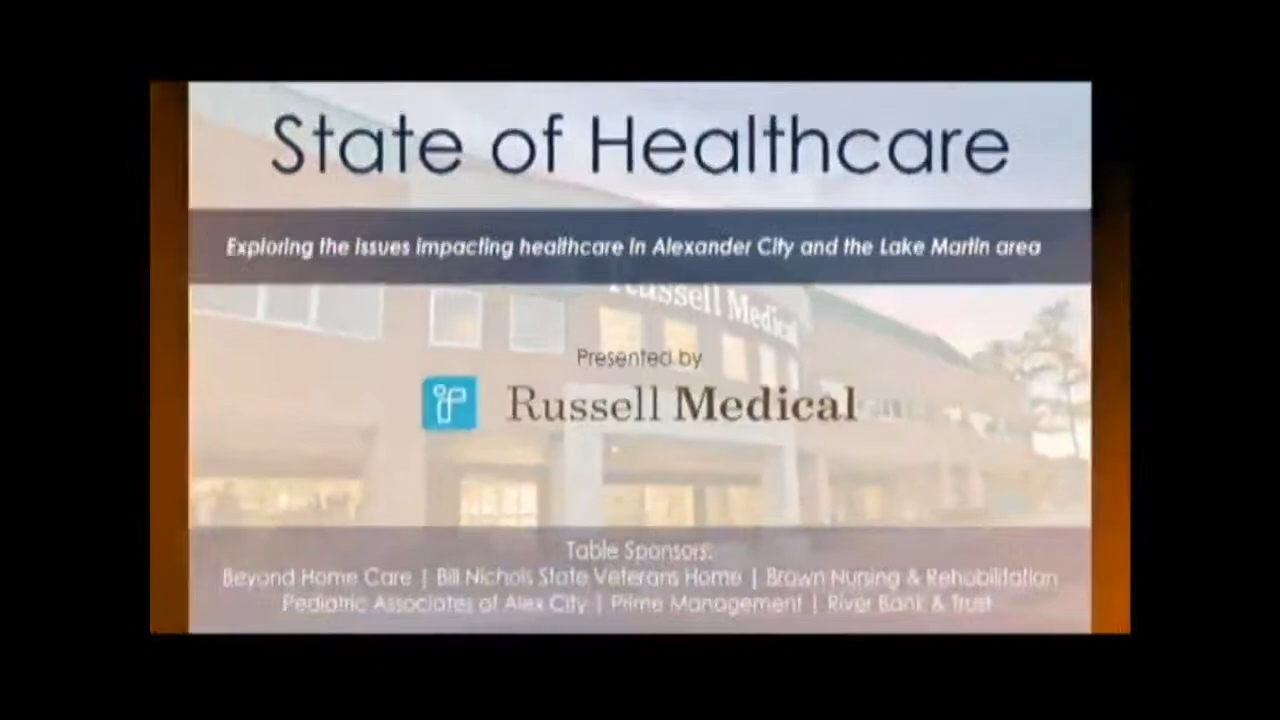 State of Healthcare
Exploring the issues impacting healthcare in Alexander City and the Lake Martin area
Russell Medical
Presented by
Russell Medical
Table Sponsors:
Beyond Home Care | Bill Nichols State Veterans Home | Brown Nursing & Rehabilitation
Pediatric Associates of Alex City | Prime Management | River Bank & Trust